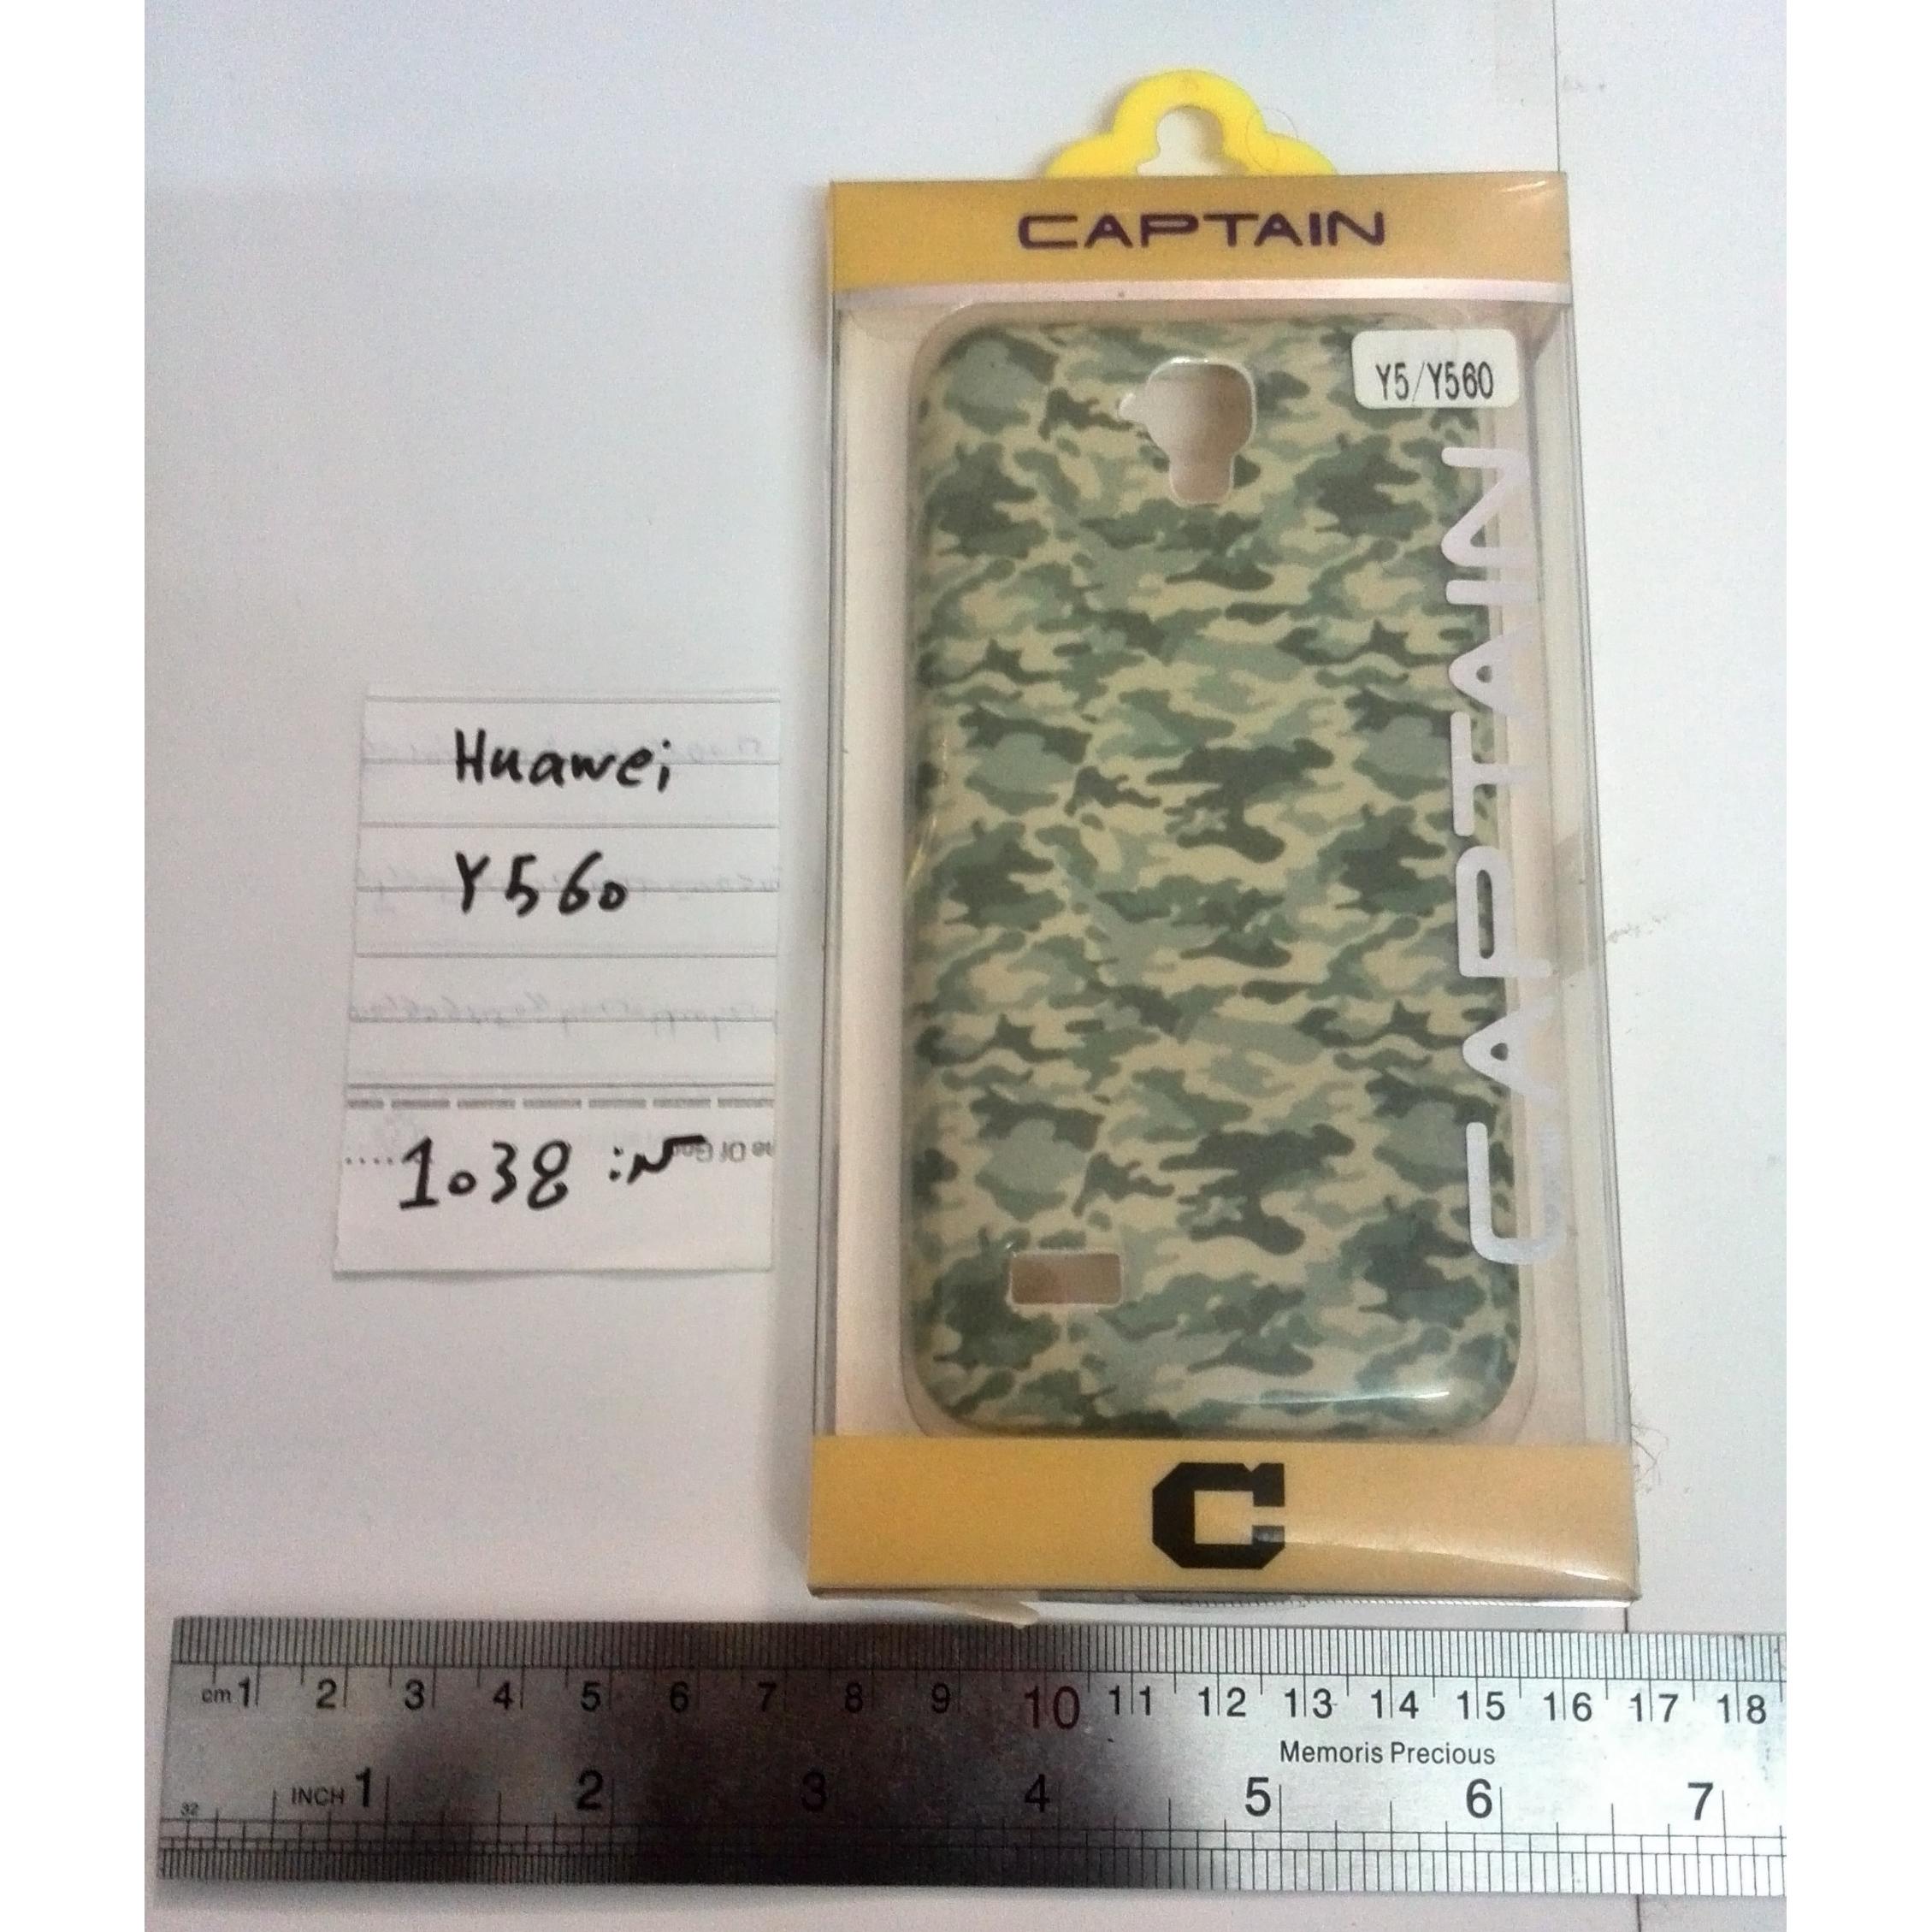 CAPTAIN
Y5/Y560
CAPTAIN
Huawei
Y560
1038
C
cm 1 2 3 4 5 6 7 8 9 10 11 12 13 14 15 16 17 18
Memoris Precious
INCH 1 2 3 4 5 6 7
32